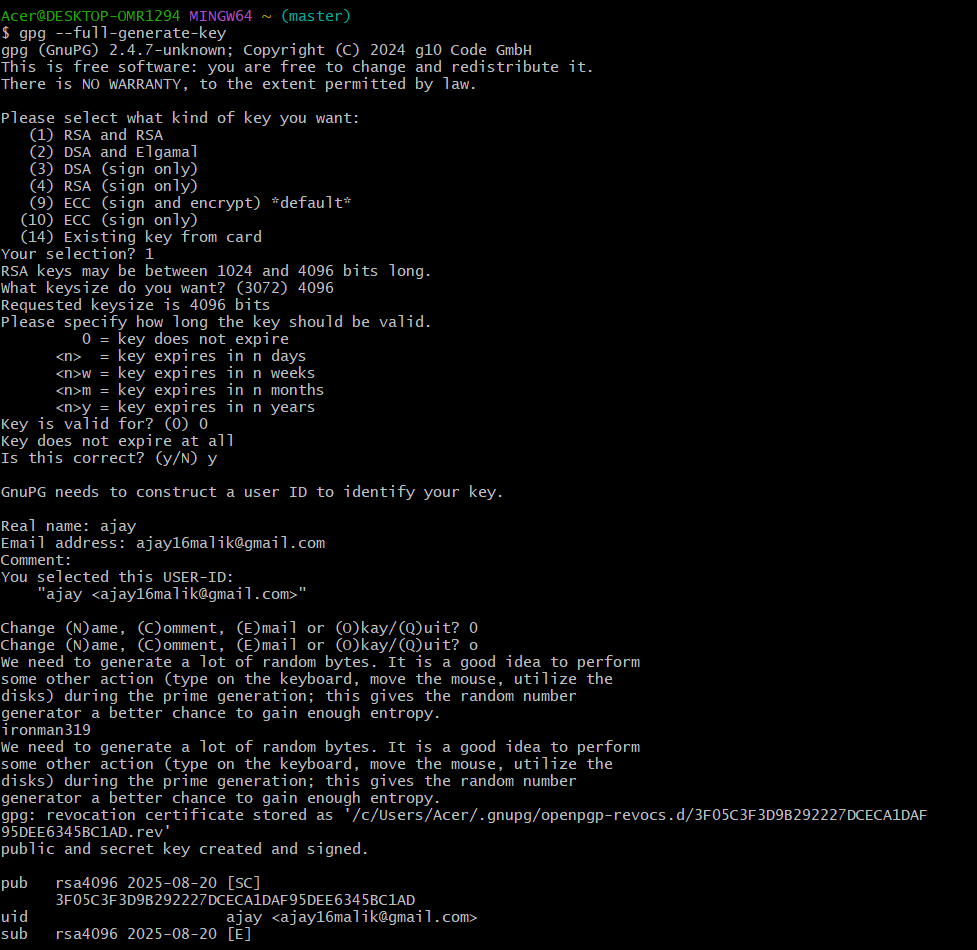 Acer@DESKTOP-OMR1294 MINGW64 ~ (master)
$ gpg --full-generate-key
gpg (GnuPG) 2.4.7-unknown; Copyright (C) 2024 g10 Code GmbH
This is free software: you are free to change and redistribute it.
There is NO WARRANTY, to the extent permitted by law.

Please select what kind of key you want:
   (1) RSA and RSA
   (2) DSA and Elgamal
   (3) DSA (sign only)
   (4) RSA (sign only)
   (9) ECC (sign and encrypt) *default*
  (10) ECC (sign only)
  (14) Existing key from card
Your selection? 1
RSA keys may be between 1024 and 4096 bits long.
What keysize do you want? (3072) 4096
Requested keysize is 4096 bits
Please specify how long the key should be valid.
         0 = key does not expire
      <n>  = key expires in n days
      <n>w = key expires in n weeks
      <n>m = key expires in n months
      <n>y = key expires in n years
Key is valid for? (0) 0
Key does not expire at all
Is this correct? (y/N) y

GnuPG needs to construct a user ID to identify your key.

Real name: ajay
Email address: ajay16malik@gmail.com
Comment:
You selected this USER-ID:
    "ajay <ajay16malik@gmail.com>"

Change (N)ame, (C)omment, (E)mail or (O)kay/(Q)uit? 0
Change (N)ame, (C)omment, (E)mail or (O)kay/(Q)uit? o
We need to generate a lot of random bytes. It is a good idea to perform
some other action (type on the keyboard, move the mouse, utilize the
disks) during the prime generation; this gives the random number
generator a better chance to gain enough entropy.
ironman319
We need to generate a lot of random bytes. It is a good idea to perform
some other action (type on the keyboard, move the mouse, utilize the
disks) during the prime generation; this gives the random number
generator a better chance to gain enough entropy.
gpg: revocation certificate stored as '/c/Users/Acer/.gnupg/openpgp-revocs.d/3F05C3F3D9B292227DCECA1DAF
95DEE6345BC1AD.rev'
public and secret key created and signed.

pub   rsa4096 2025-08-20 [SC]
      3F05C3F3D9B292227DCECA1DAF95DEE6345BC1AD
uid                      ajay <ajay16malik@gmail.com>
sub   rsa4096 2025-08-20 [E]